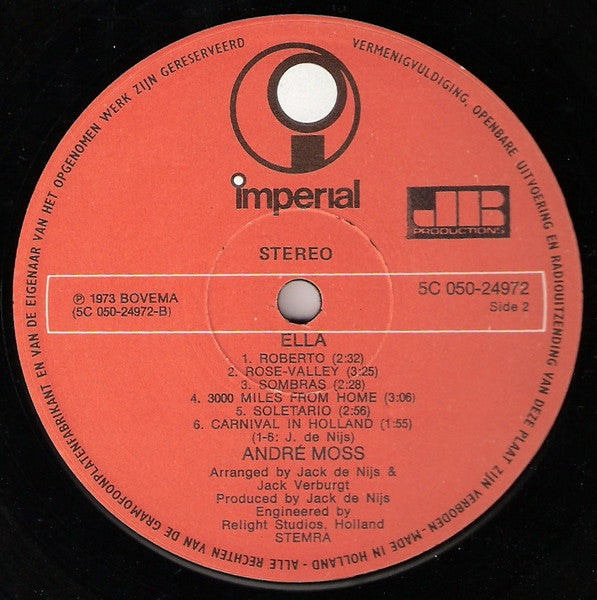 ALLE RECHTEN VAN DE GRAMOFOONPLATENFABRIKANT EN VAN DE EIGENAAR VAN HET OPGENOMEN WERK ZIJN GERESERVEERD
VERMENIGVULDIGING, OPENBARE UITVOERING EN RADIOUITZENDING VAN DEZE PLAAT ZIJN VERBODEN - MADE IN HOLLAND -
imperial
JTB
PRODUCTIONS
STEREO
℗ 1973 BOVEMA
(5C 050-24972-B)
5C 050-24972
Side 2
ELLA
1. ROBERTO (2:32)
2. ROSE-VALLEY (3:25)
3. SOMBRAS (2:28)
4. 3000 MILES FROM HOME (3:06)
5. SOLETARIO (2:56)
6. CARNIVAL IN HOLLAND (1:55)
(1-6: J. de Nijs)
ANDRÉ MOSS
Arranged by Jack de Nijs &
Jack Verburgt
Produced by Jack de Nijs
Engineered by
Relight Studios, Holland
STEMRA